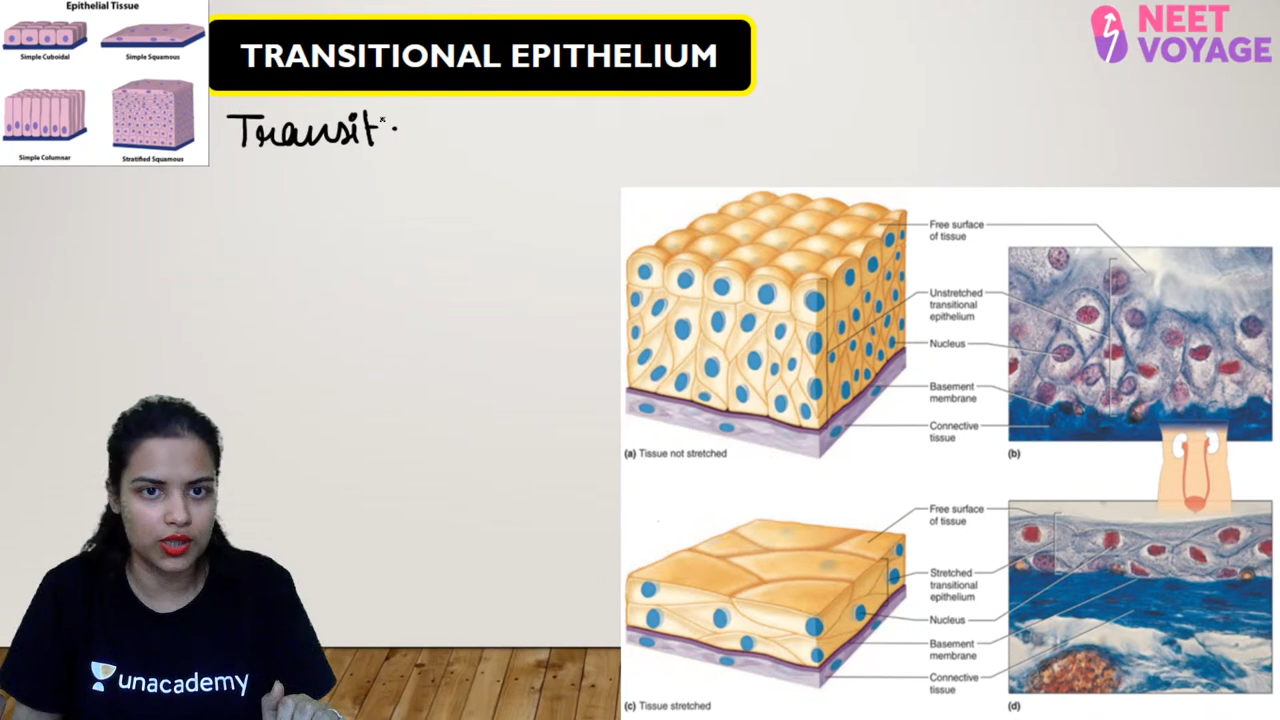 Epithelial Tissue
Simple Cuboidal
Simple Squamous
Simple Columnar
Stratified Squamous
TRANSITIONAL EPITHELIUM
NEET
VOYAGE
Transit
Free surface
of tissue
Unstretched
transitional
epithelium
Nucleus
Basement
membrane
Connective
tissue
(a) Tissue not stretched
(b)
Free surface
of tissue
Stretched
transitional
epithelium
Nucleus
Basement
membrane
Connective
tissue
(c) Tissue stretched
(d)
unacademy